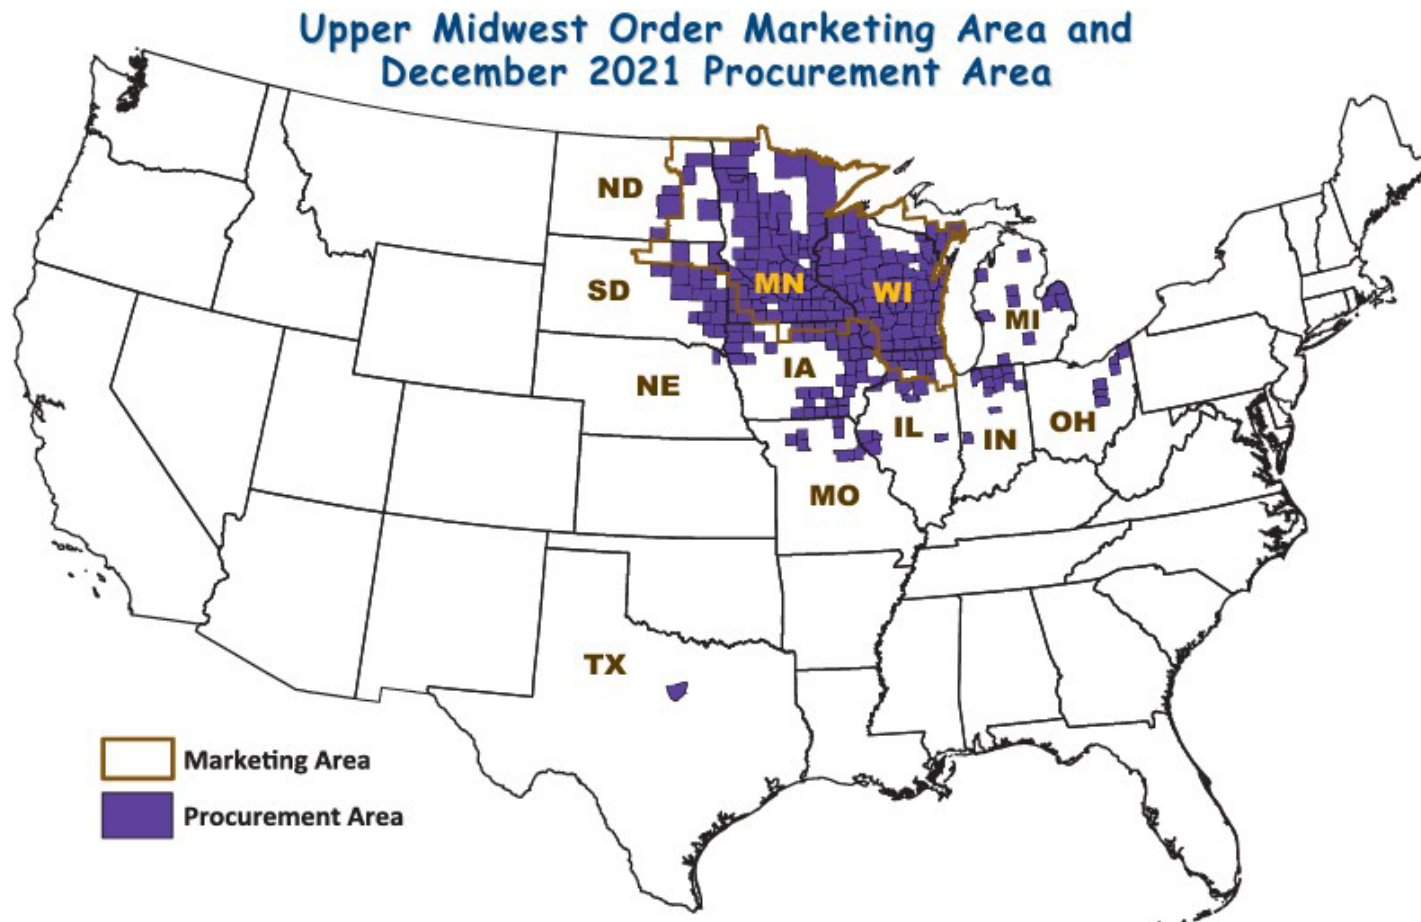 Upper Midwest Order Marketing Area and
December 2021 Procurement Area
ND
MN
SD
WI
MI
IA
NE
IL
OH
IN
MO
TX
Marketing Area
Procurement Area